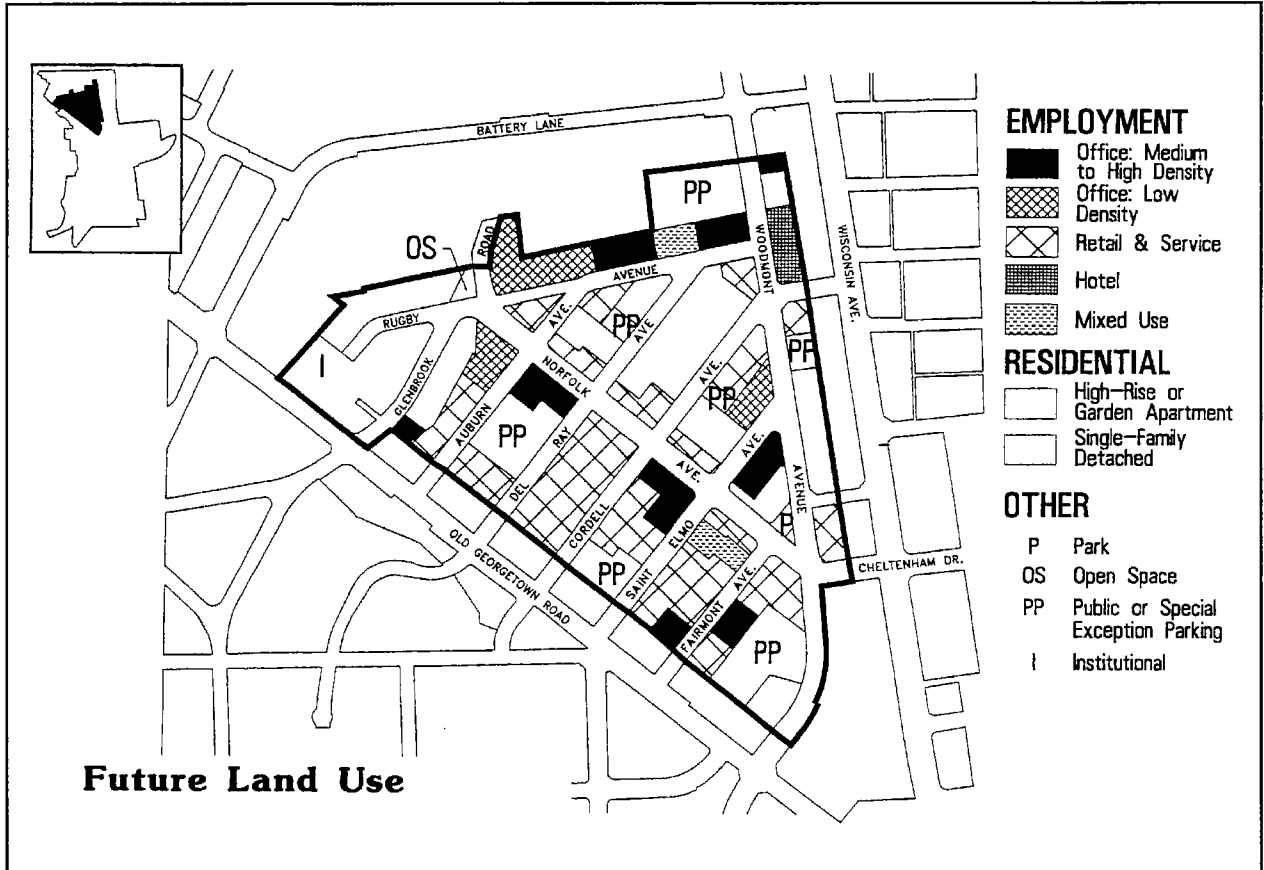 BATTERY LANE
PP
OS
ROAD
AVENUE
RUGBY
WOODMONT
WISCONSIN AVE.
I
GLENBROOK
AVE.
PP
AVE
NORFOLK
AUBURN
PP
DEL RAY
AVE.
PP
PP
AVE.
AVE.
AVENUE
P
CORDELL
PP
SAINT ELMO
FAIRMONT AVE.
PP
OLD GEORGETOWN ROAD
CHELTENHAM DR.
Future Land Use
EMPLOYMENT
Office: Medium
to High Density
Office: Low
Density
Retail & Service
Hotel
Mixed Use
RESIDENTIAL
High-Rise or
Garden Apartment
Single-Family
Detached
OTHER
P Park
OS Open Space
PP Public or Special
Exception Parking
I Institutional